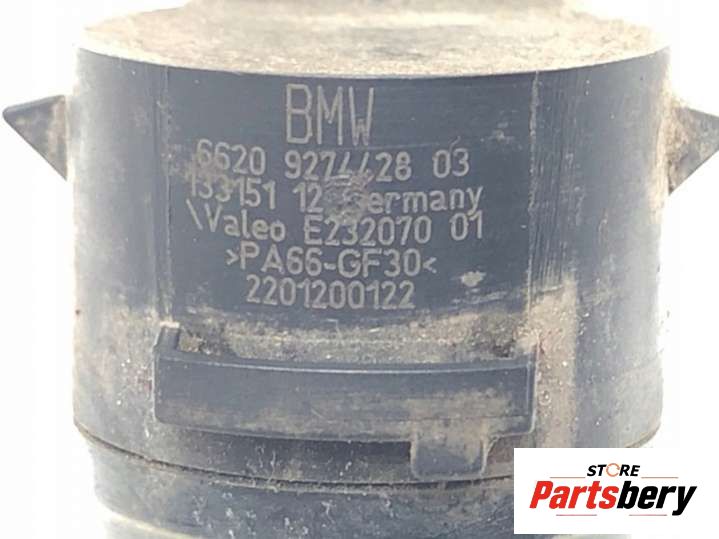 BMW
6620 9274428 03
133151 12 Germany
\Valeo E232070 01
>PA66-GF30<
2201200122
STORE
Partsbery